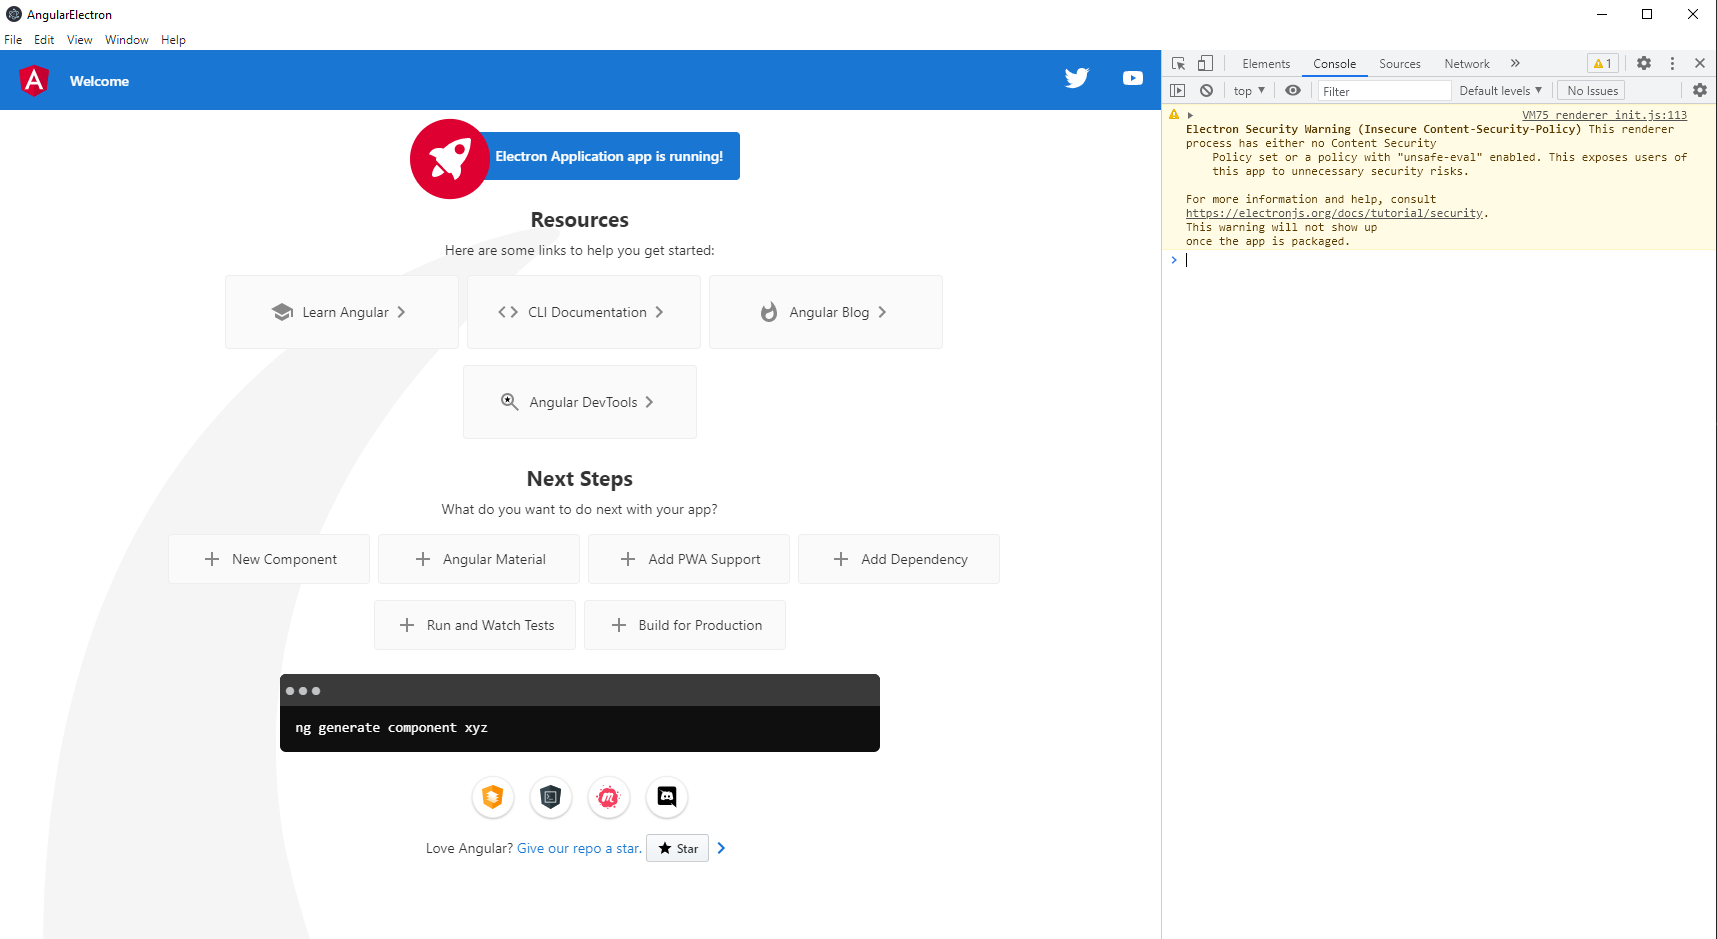 AngularElectron
File Edit View Window Help
Welcome
Electron Application app is running!
Resources
Here are some links to help you get started:
Learn Angular
CLI Documentation
Angular Blog
Angular DevTools
Next Steps
What do you want to do next with your app?
New Component
Angular Material
Add PWA Support
Add Dependency
Run and Watch Tests
Build for Production
ng generate component xyz
Love Angular? Give our repo a star. Star
Elements Console Sources Network » 1
top Filter Default levels No Issues
VM75 renderer_init.js:113
Electron Security Warning (Insecure Content-Security-Policy) This renderer
process has either no Content Security
Policy set or a policy with "unsafe-eval" enabled. This exposes users of
this app to unnecessary security risks.
For more information and help, consult
https://electronjs.org/docs/tutorial/security.
This warning will not show up
once the app is packaged.